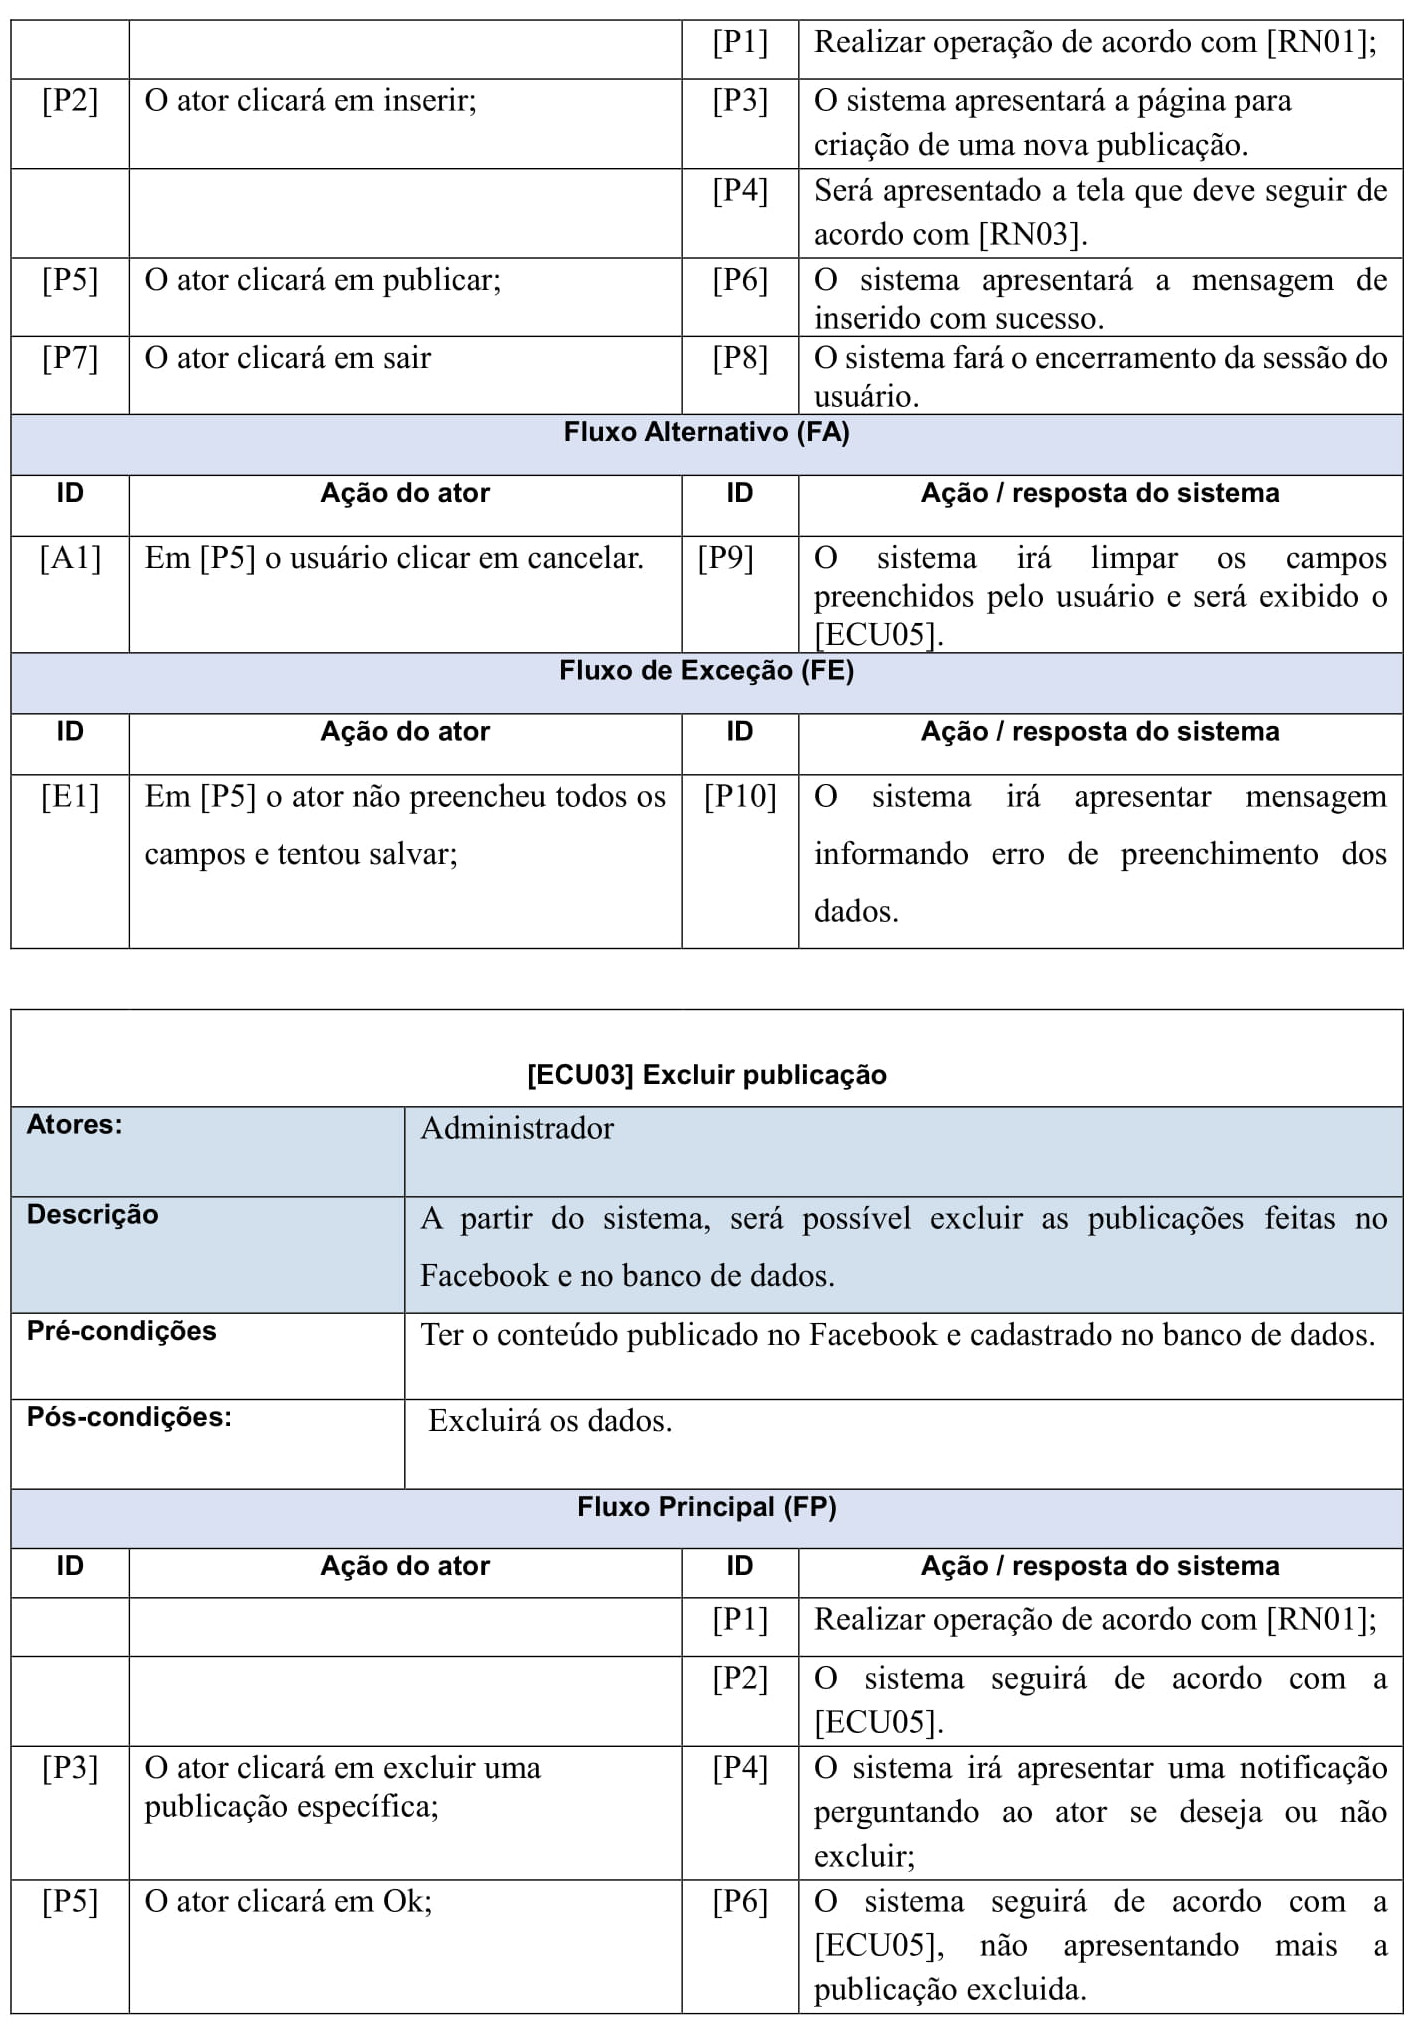 [P1] Realizar operação de acordo com [RN01];
[P2] O ator clicará em inserir; [P3] O sistema apresentará a página para
criação de uma nova publicação.
[P4] Será apresentado a tela que deve seguir de
acordo com [RN03].
[P5] O ator clicará em publicar; [P6] O sistema apresentará a mensagem de
inserido com sucesso.
[P7] O ator clicará em sair [P8] O sistema fará o encerramento da sessão do
usuário.
Fluxo Alternativo (FA)
ID Ação do ator ID Ação / resposta do sistema
[A1] Em [P5] o usuário clicar em cancelar. [P9] O sistema irá limpar os campos
preenchidos pelo usuário e será exibido o
[ECU05].
Fluxo de Exceção (FE)
ID Ação do ator ID Ação / resposta do sistema
[E1] Em [P5] o ator não preencheu todos os [P10] O sistema irá apresentar mensagem
campos e tentou salvar; informando erro de preenchimento dos
dados.
[ECU03] Excluir publicação
Atores: Administrador
Descrição A partir do sistema, será possível excluir as publicações feitas no
Facebook e no banco de dados.
Pré-condições Ter o conteúdo publicado no Facebook e cadastrado no banco de dados.
Pós-condições: Excluirá os dados.
Fluxo Principal (FP)
ID Ação do ator ID Ação / resposta do sistema
[P1] Realizar operação de acordo com [RN01];
[P2] O sistema seguirá de acordo com a
[ECU05].
[P3] O ator clicará em excluir uma [P4] O sistema irá apresentar uma notificação
publicação específica; perguntando ao ator se deseja ou não
excluir;
[P5] O ator clicará em Ok; [P6] O sistema seguirá de acordo com a
[ECU05], não apresentando mais a
publicação excluida.